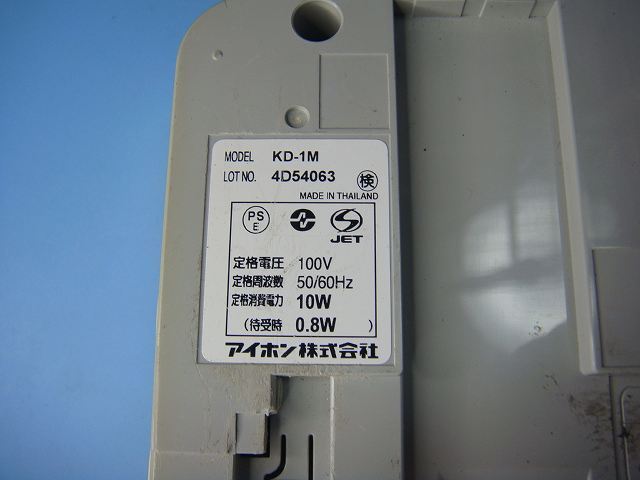 MODEL KD-1M
LOT NO. 4D54063 検
MADE IN THAILAND
PS
E
JET
定格電圧 100V
定格周波数 50/60Hz
定格消費電力 10W
(待受時 0.8W )
アイホン株式会社